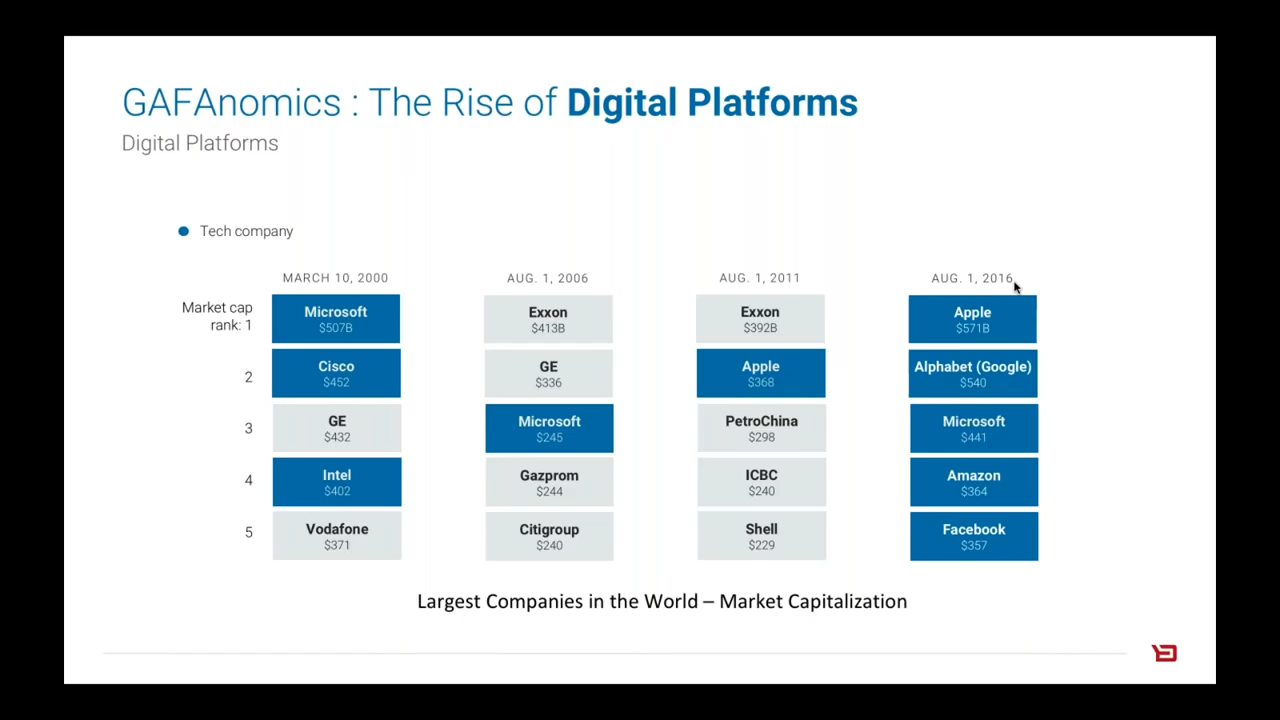 GAFAnomics : The Rise of Digital Platforms
Digital Platforms
Tech company
MARCH 10, 2000
AUG. 1, 2006
AUG. 1, 2011
AUG. 1, 2016
Market cap
rank: 1
Microsoft
$507B
Exxon
$413B
Exxon
$392B
Apple
$571B
2
Cisco
$452
GE
$336
Apple
$368
Alphabet (Google)
$540
3
GE
$432
Microsoft
$245
PetroChina
$298
Microsoft
$441
4
Intel
$402
Gazprom
$244
ICBC
$240
Amazon
$364
5
Vodafone
$371
Citigroup
$240
Shell
$229
Facebook
$357
Largest Companies in the World – Market Capitalization